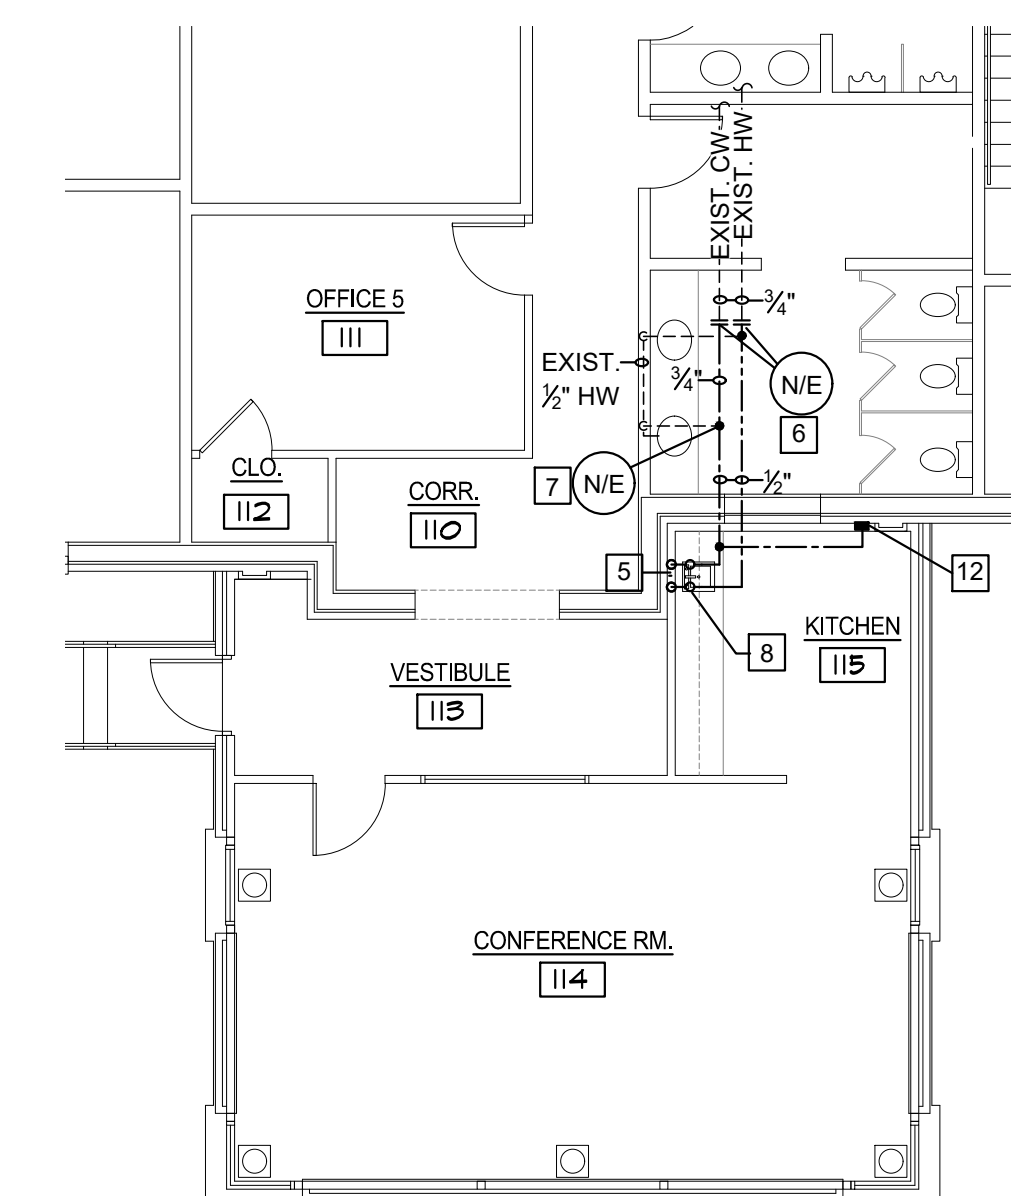 EXIST. CW
EXIST. HW
OFFICE 5
111
¾"
EXIST.
½" HW
¾"
N/E
6
CLO.
112
CORR.
110
7
N/E
½"
5
12
8
KITCHEN
115
VESTIBULE
113
CONFERENCE RM.
114